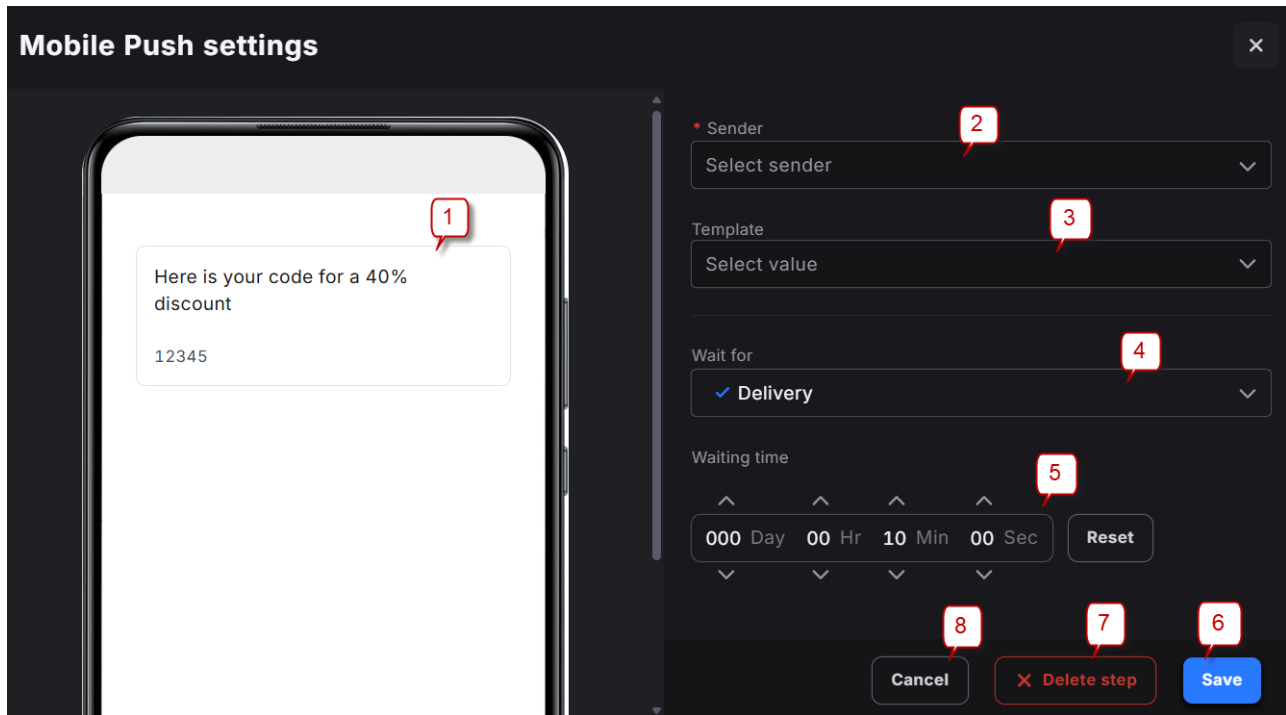 Mobile Push settings
1
Here is your code for a 40%
discount
12345
2
* Sender
Select sender
3
Template
Select value
4
Wait for
Delivery
Waiting time
5
000 Day 00 Hr 10 Min 00 Sec
Reset
8
7
6
Cancel
Delete step
Save